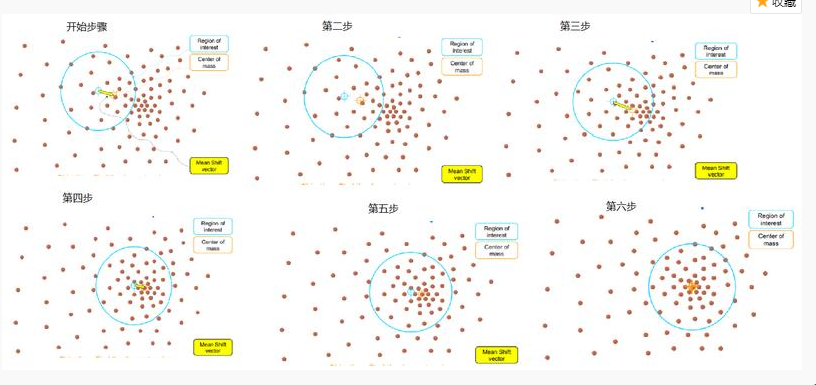 收藏
开始步骤
Region of
interest
Center of
mass
Mean Shift
vector
第二步
Region of
interest
Center of
mass
Mean Shift
vector
第三步
Region of
interest
Center of
mass
Mean Shift
vector
第四步
Region of
interest
Center of
mass
Mean Shift
vector
第五步
Region of
interest
Center of
mass
Mean Shift
vector
第六步
Region of
interest
Center of
mass